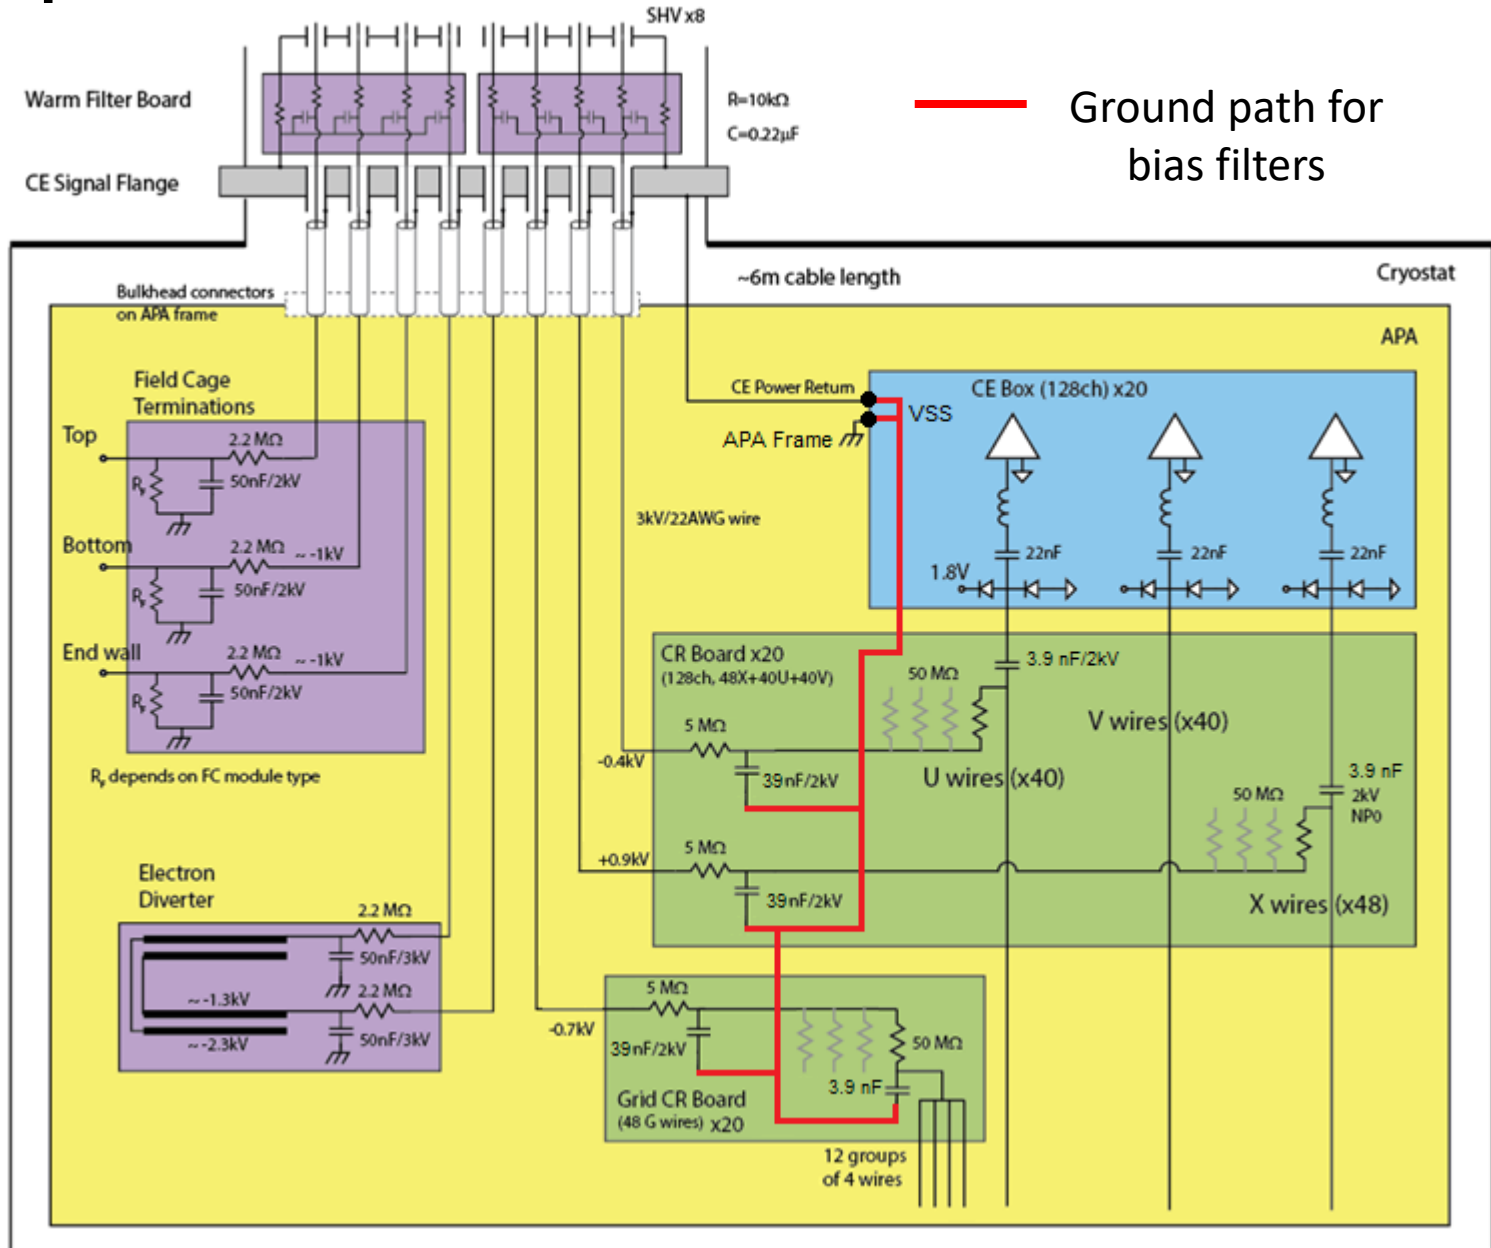 SHV x8
Warm Filter Board
R=10kΩ
C=0.22µF
Ground path for
bias filters
CE Signal Flange
~6m cable length
Cryostat
Bulkhead connectors
on APA frame
APA
Field Cage
Terminations
CE Power Return
CE Box (128ch) x20
VSS
APA Frame
Top
2.2 MΩ
50nF/2kV
3kV/22AWG wire
Bottom
2.2 MΩ
~ -1kV
50nF/2kV
22nF
22nF
22nF
1.8V
End wall
2.2 MΩ
~ -1kV
50nF/2kV
CR Board x20
(128ch, 48X+40U+40V)
3.9 nF/2kV
50 MΩ
5 MΩ
V wires (x40)
-0.4kV
39nF/2kV
U wires (x40)
RF depends on FC module type
3.9 nF
2kV
NP0
50 MΩ
5 MΩ
+0.9kV
39nF/2kV
X wires (x48)
Electron
Diverter
2.2 MΩ
50nF/3kV
~ -1.3kV
2.2 MΩ
~ -2.3kV
50nF/3kV
5 MΩ
-0.7kV
39nF/2kV
50 MΩ
3.9 nF
Grid CR Board
(48 G wires) x20
12 groups
of 4 wires